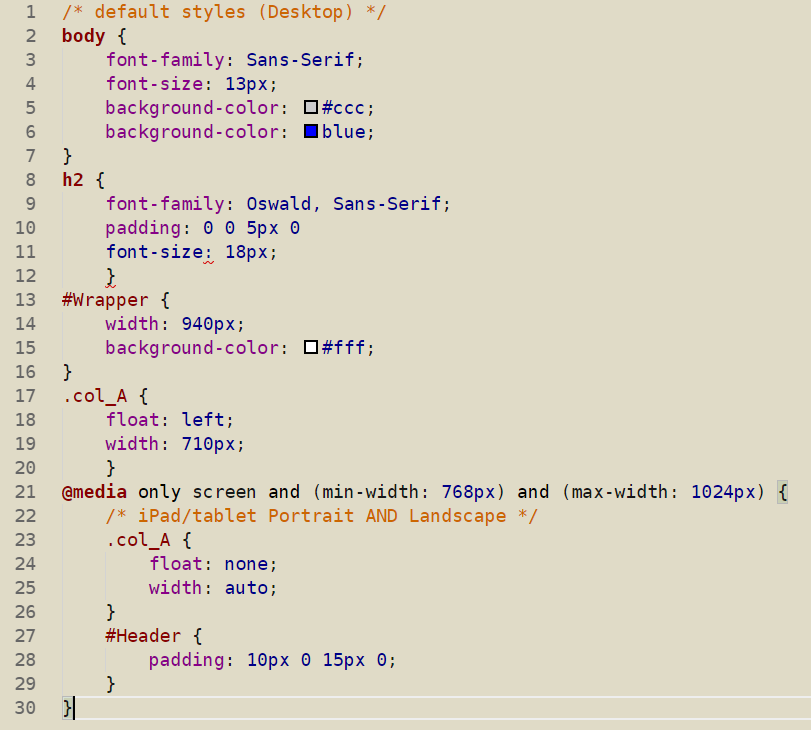 1 /* default styles (Desktop) */
2 body {
3     font-family: Sans-Serif;
4     font-size: 13px;
5     background-color: #ccc;
6     background-color: blue;
7 }
8 h2 {
9     font-family: Oswald, Sans-Serif;
10     padding: 0 0 5px 0
11     font-size: 18px;
12     }
13 #Wrapper {
14     width: 940px;
15     background-color: #fff;
16 }
17 .col_A {
18     float: left;
19     width: 710px;
20     }
21 @media only screen and (min-width: 768px) and (max-width: 1024px) {
22     /* iPad/tablet Portrait AND Landscape */
23     .col_A {
24         float: none;
25         width: auto;
26     }
27     #Header {
28         padding: 10px 0 15px 0;
29     }
30 }